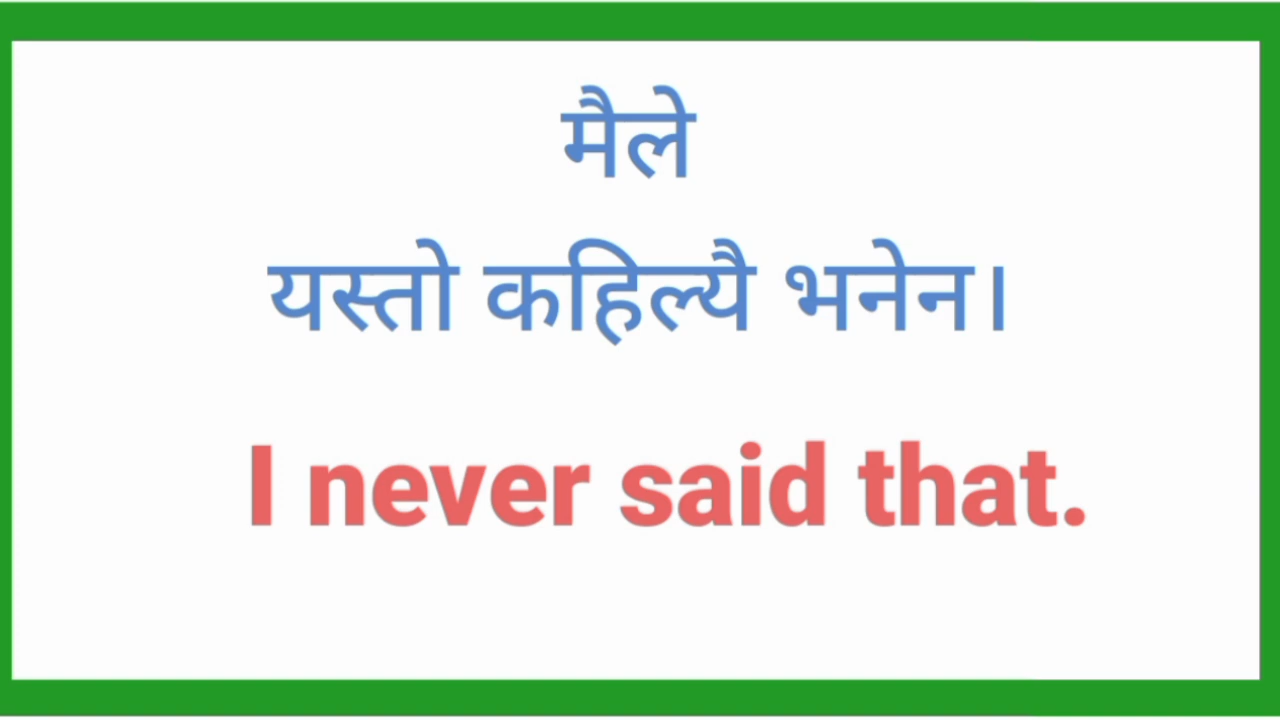 मैले
यस्तो कहिल्यै भनेन।
I never said that.